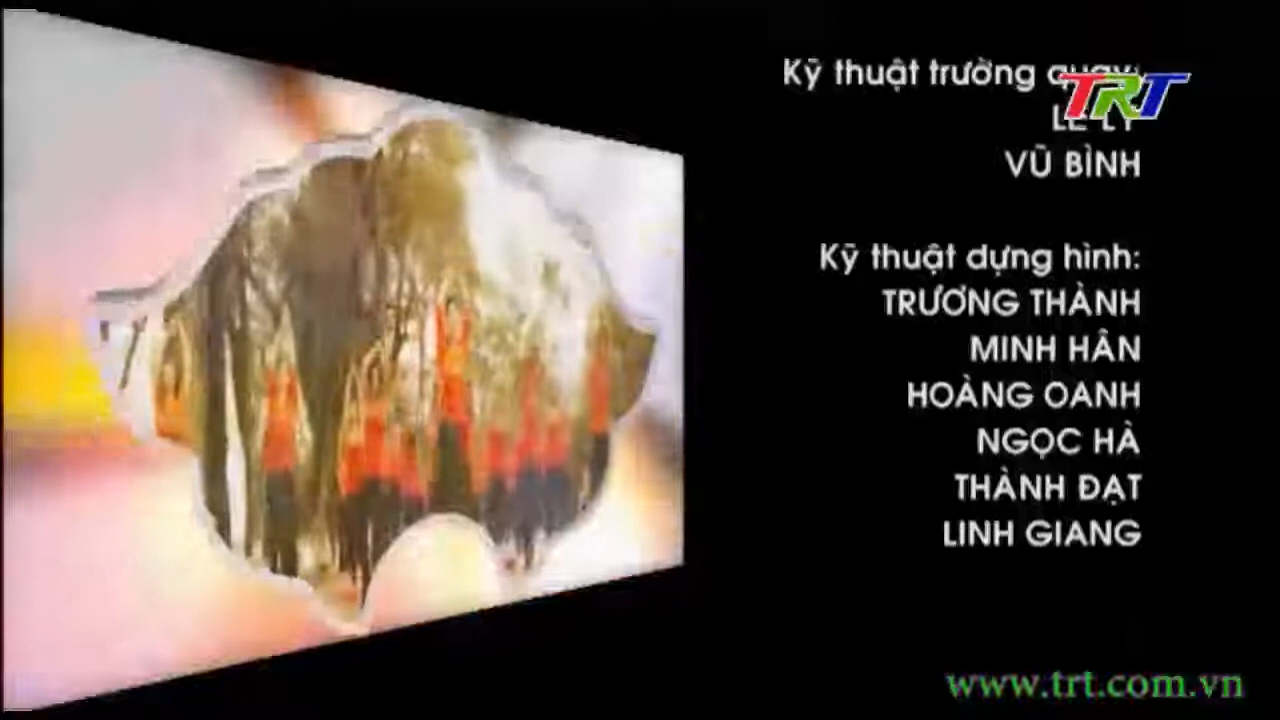 Kỹ thuật trường quay:
TRT
VŨ BÌNH
Kỹ thuật dựng hình:
TRƯƠNG THÀNH
MINH HÂN
HOÀNG OANH
NGỌC HÀ
THÀNH ĐẠT
LINH GIANG
www.trt.com.vn